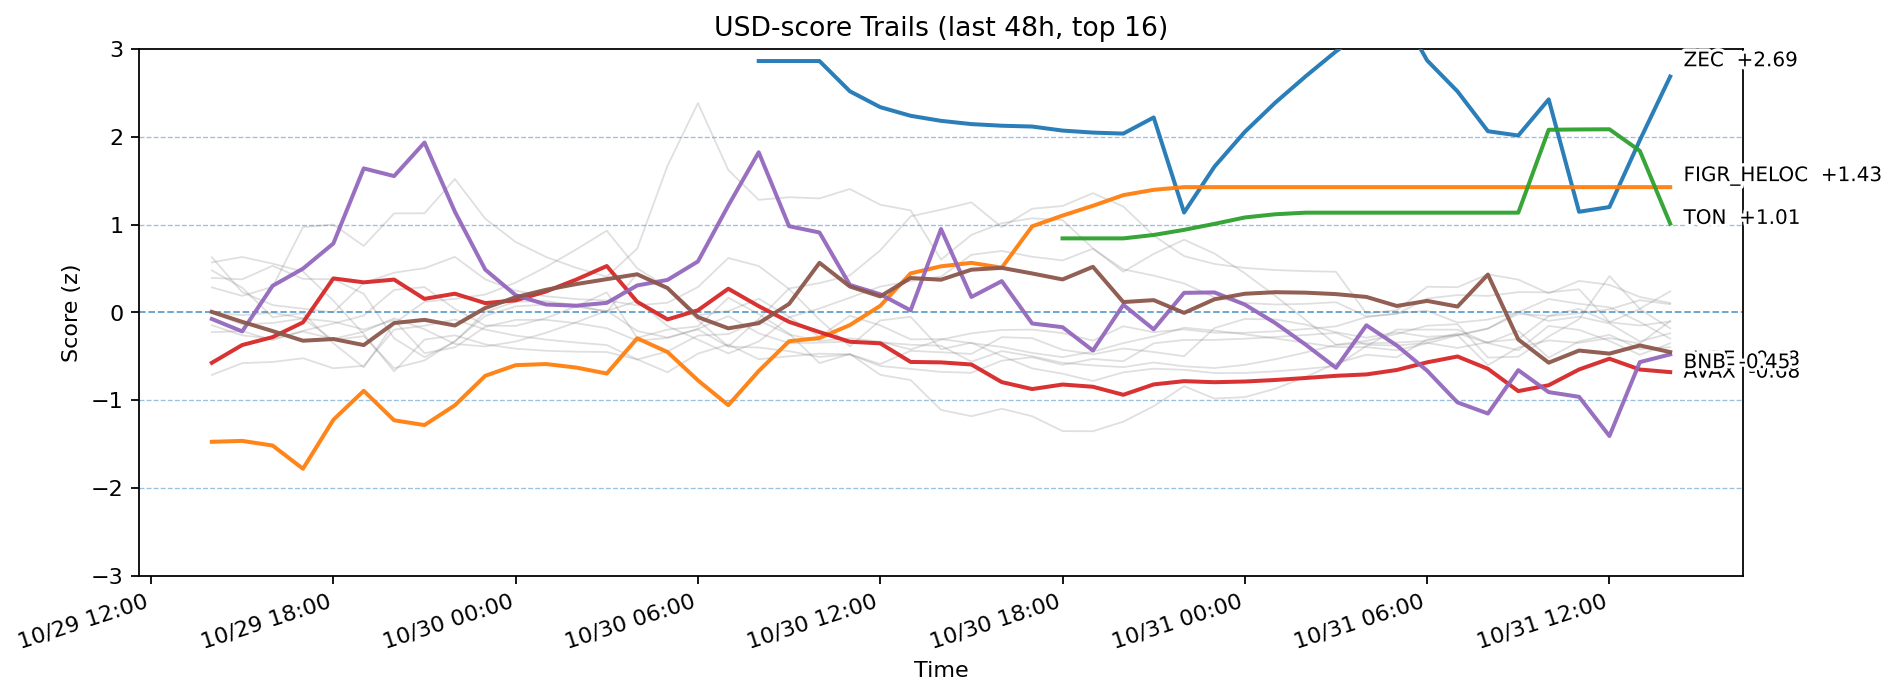 USD-score Trails (last 48h, top 16)
3
2
1
0
−1
−2
−3
Score (z)
ZEC +2.69
FIGR_HELOC +1.43
TON +1.01
BNB -0.45
AVAX -0.68
10/29 12:00
10/29 18:00
10/30 00:00
10/30 06:00
10/30 12:00
10/30 18:00
10/31 00:00
10/31 06:00
10/31 12:00
Time